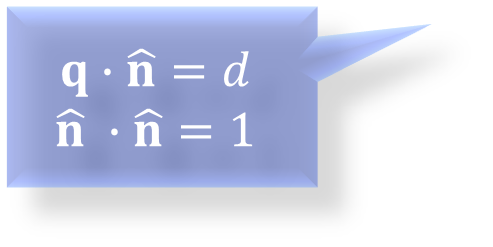 𝐪 · 𝐧̂ = 𝑑
𝐧̂ · 𝐧̂ = 1